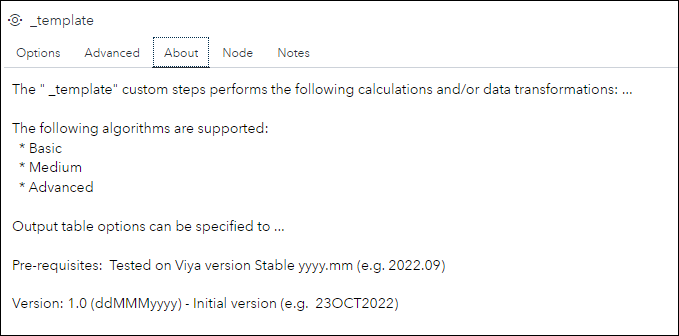 _template
Options Advanced About Node Notes
The " _template" custom steps performs the following calculations and/or data transformations: ...
The following algorithms are supported:
* Basic
* Medium
* Advanced
Output table options can be specified to ...
Pre-requisites:  Tested on Viya version Stable yyyy.mm (e.g. 2022.09)
Version: 1.0 (ddMMMyyyy) - Initial version (e.g.  23OCT2022)